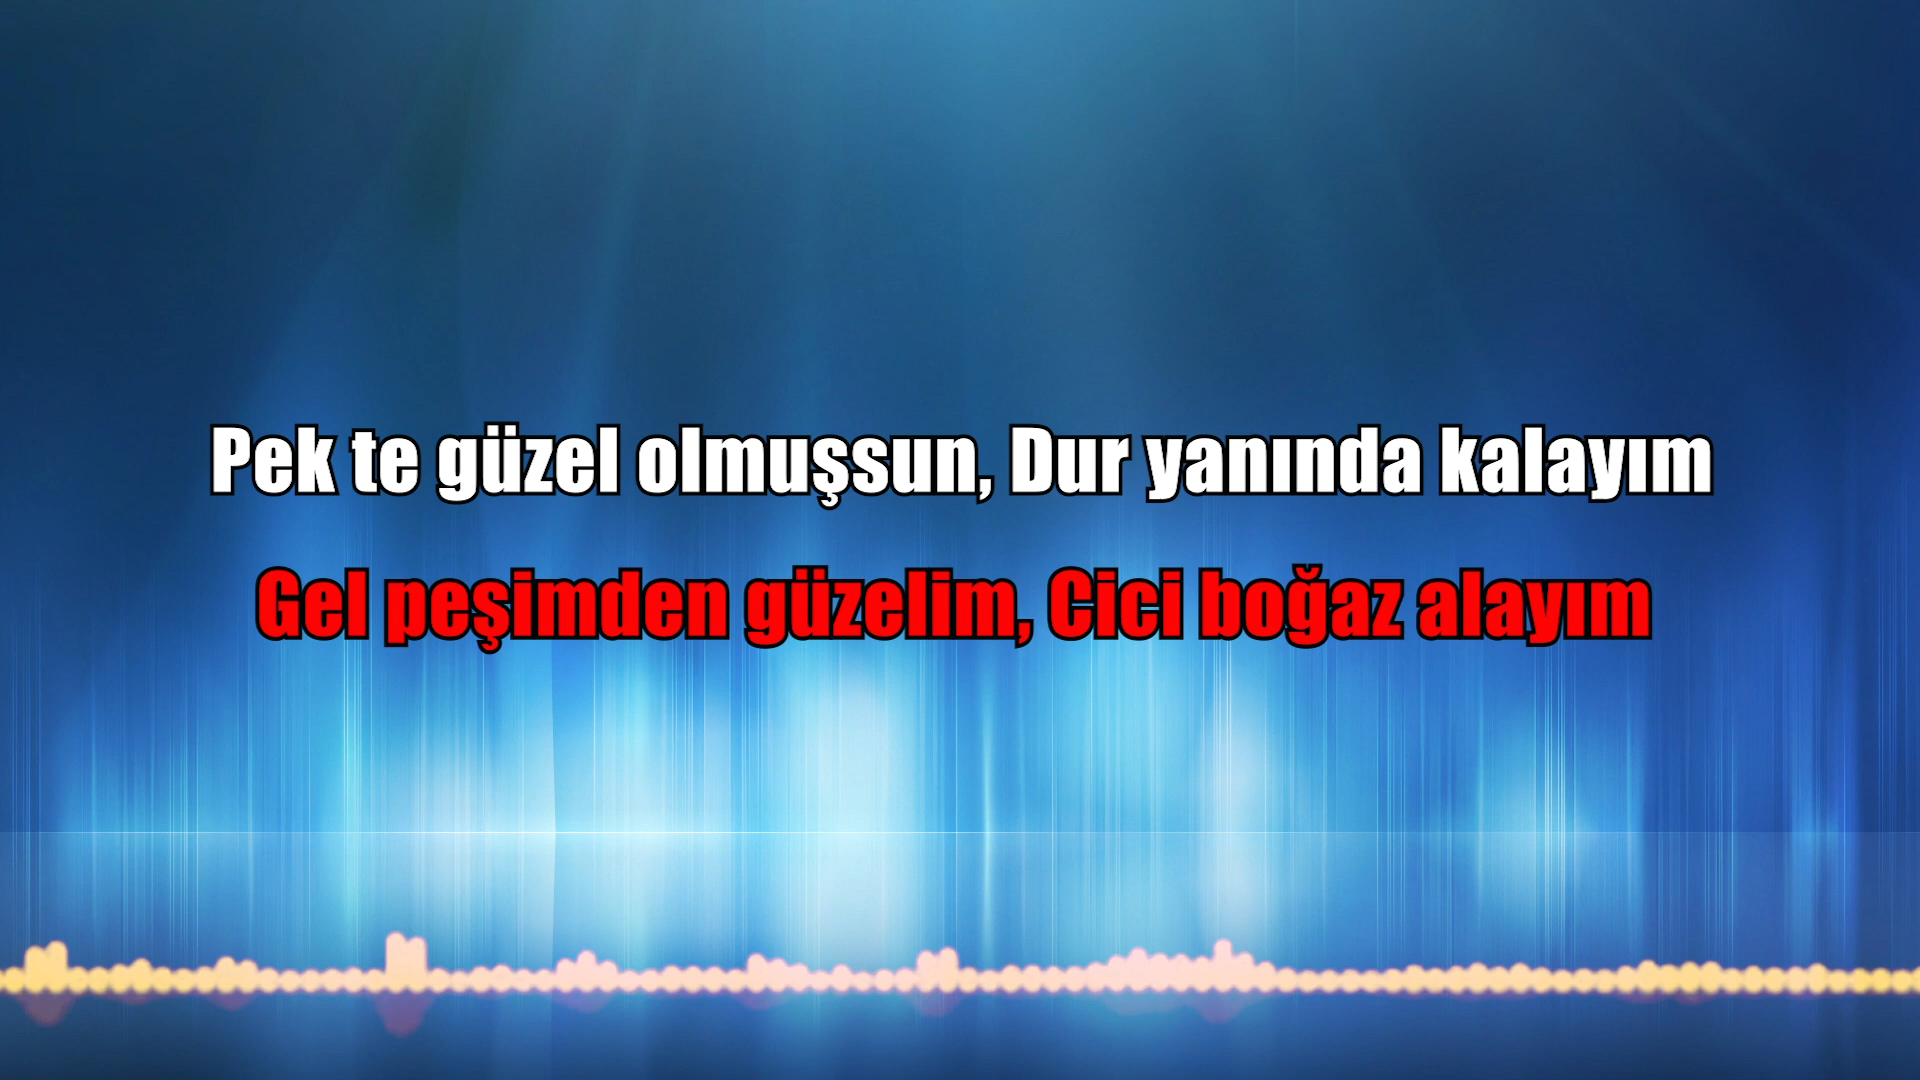 Pek te güzel olmuşsun, Dur yanında kalayım
Gel peşimden güzelim, Cici boğaz alayım